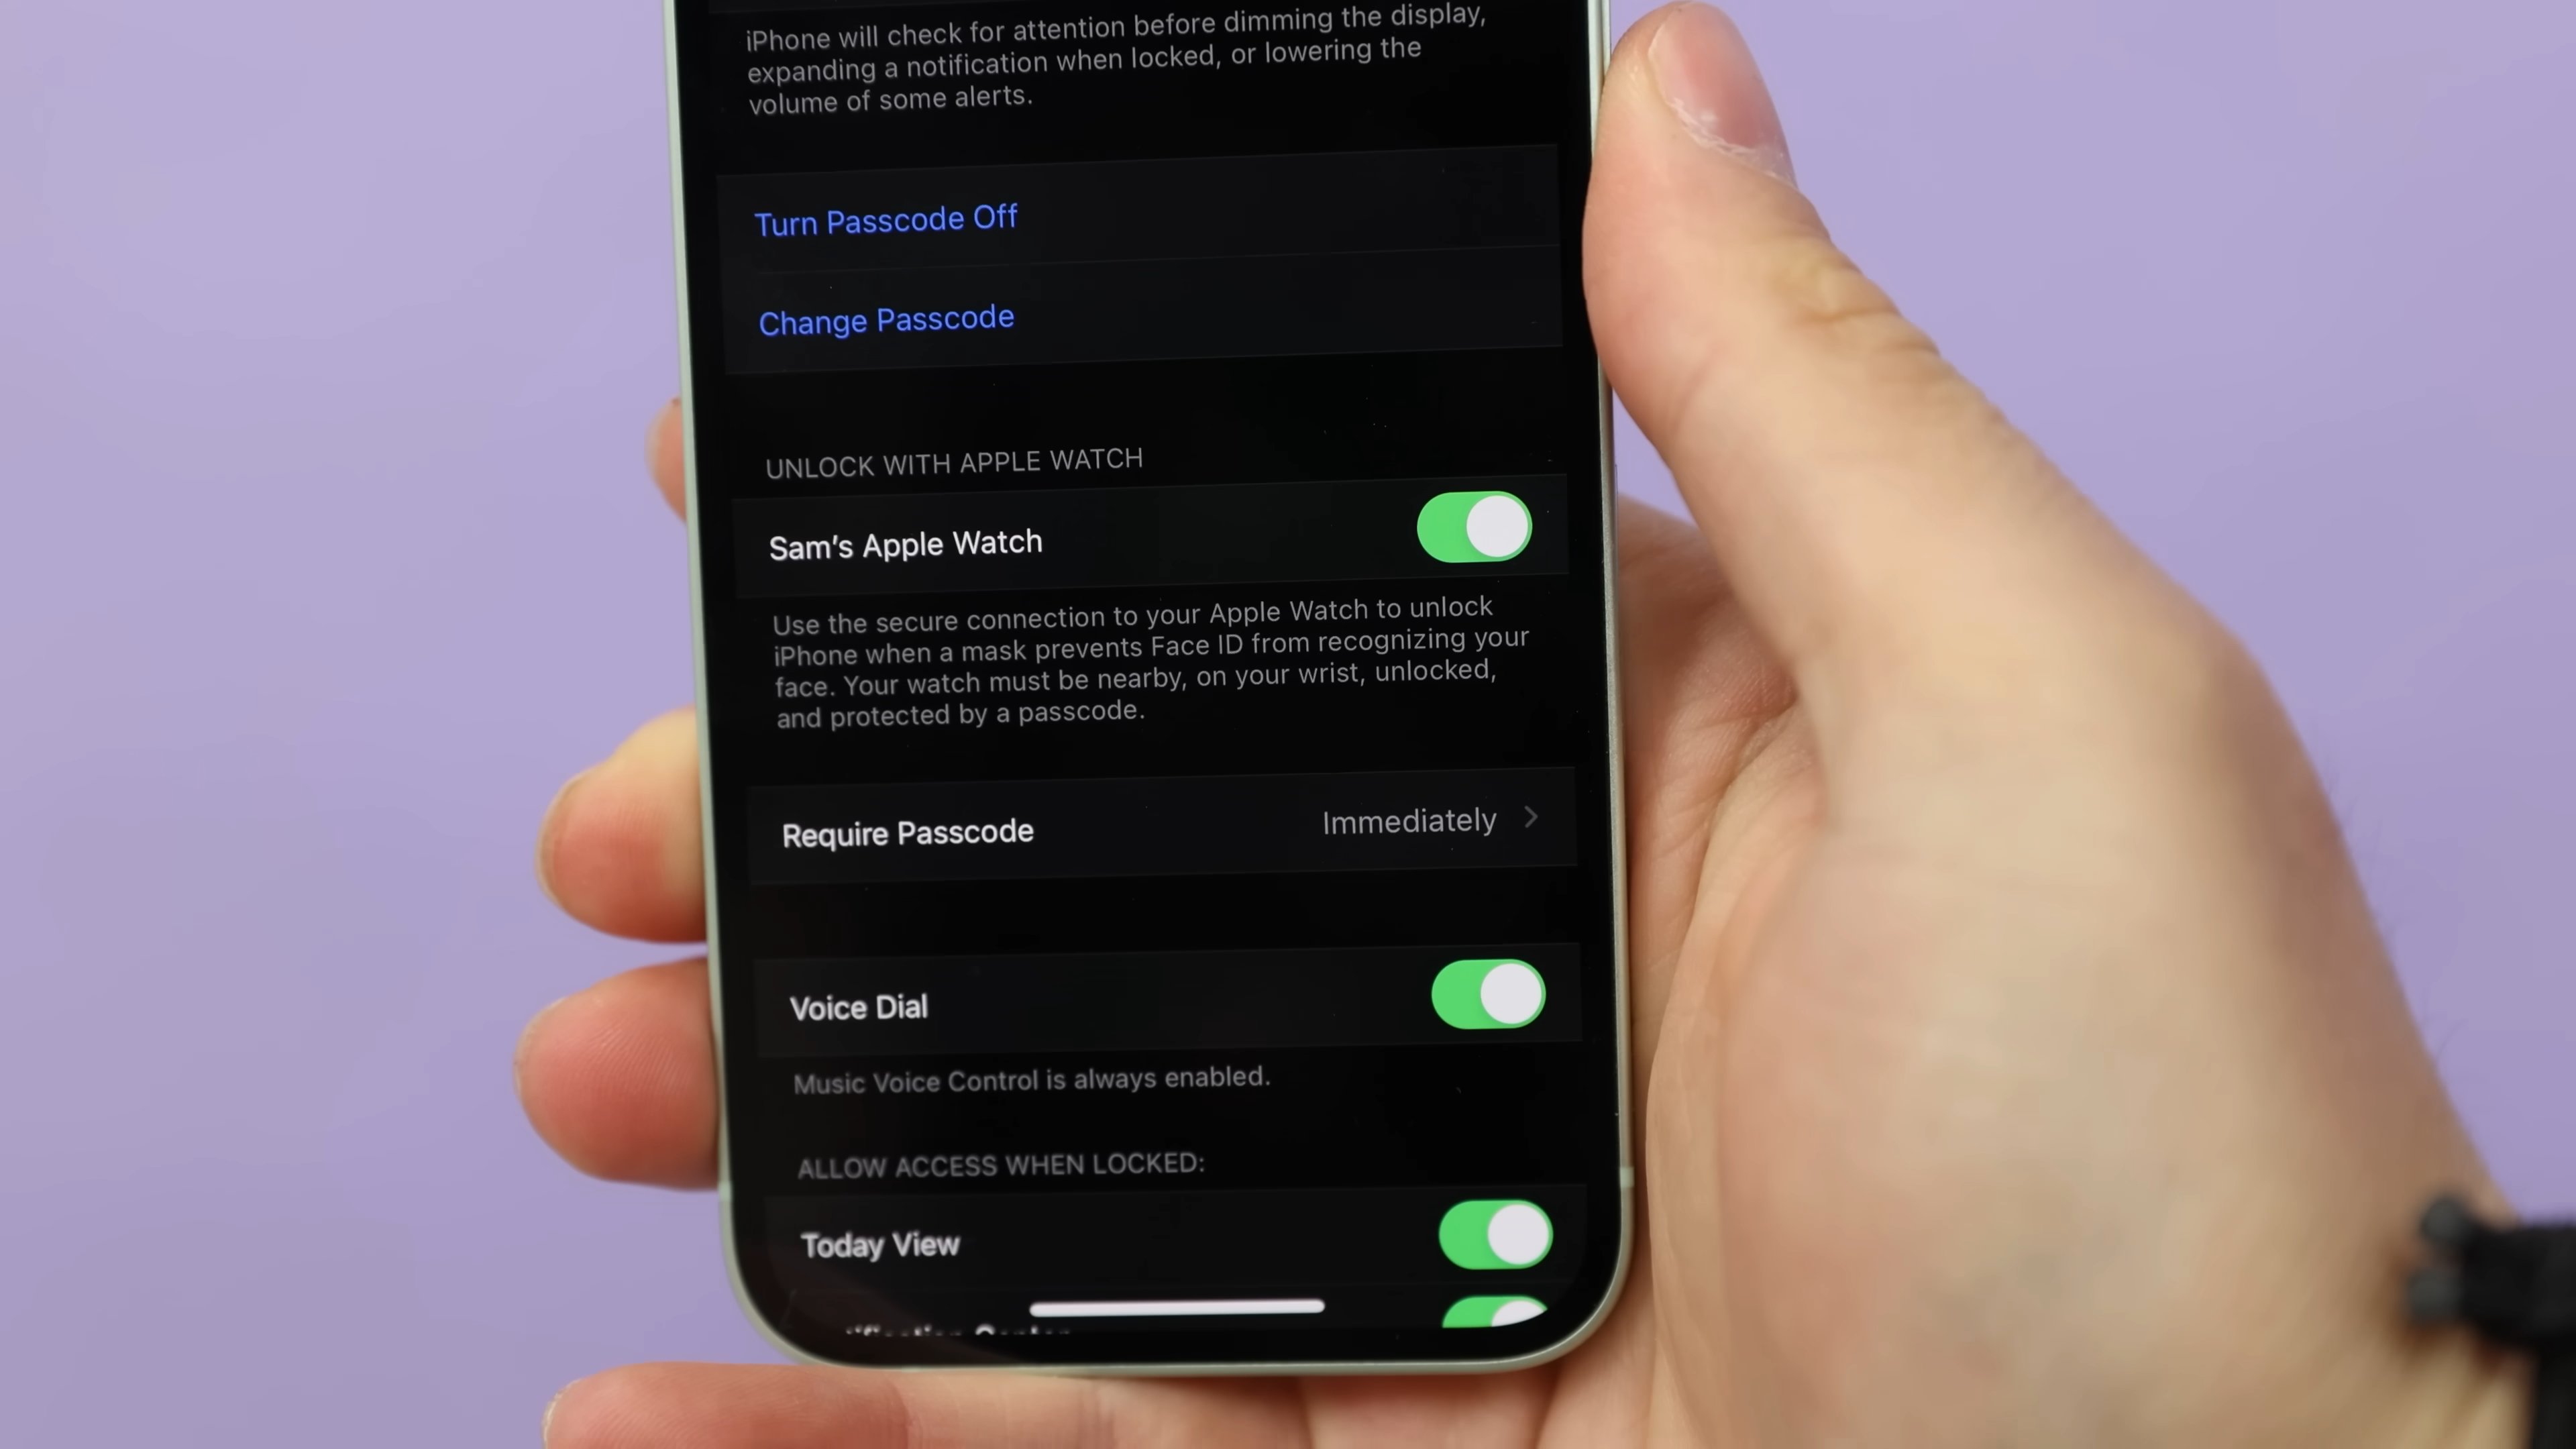 iPhone will check for attention before dimming the display,
expanding a notification when locked, or lowering the
volume of some alerts.
Turn Passcode Off
Change Passcode
UNLOCK WITH APPLE WATCH
Sam's Apple Watch
Use the secure connection to your Apple Watch to unlock
iPhone when a mask prevents Face ID from recognizing your
face. Your watch must be nearby, on your wrist, unlocked,
and protected by a passcode.
Require Passcode Immediately
Voice Dial
Music Voice Control is always enabled.
ALLOW ACCESS WHEN LOCKED:
Today View